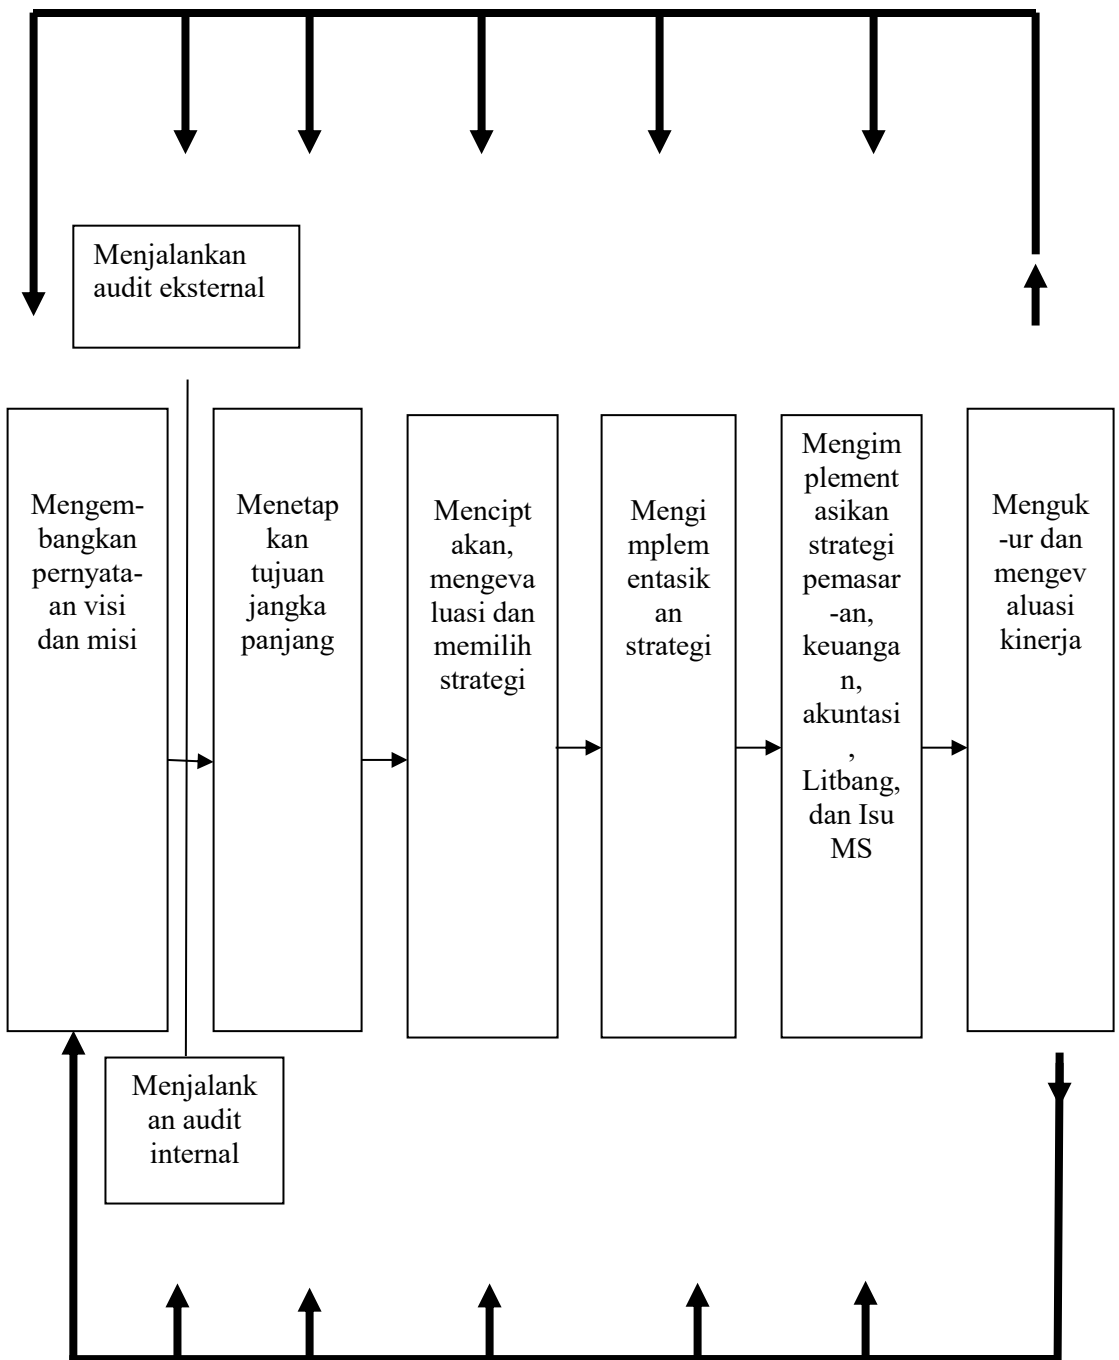 Menjalankan
audit eksternal
Mengem-
bangkan
pernyata-
an visi
dan misi
Menetap
kan
tujuan
jangka
panjang
Mencipt
akan,
mengeva
luasi dan
memilih
strategi
Mengi
mplem
entasik
an
strategi
Mengim
plement
asikan
strategi
pemasar
-an,
keuanga
n,
akuntasi
,
Litbang,
dan Isu
MS
Menguk
-ur dan
mengev
aluasi
kinerja
Menjalank
an audit
internal